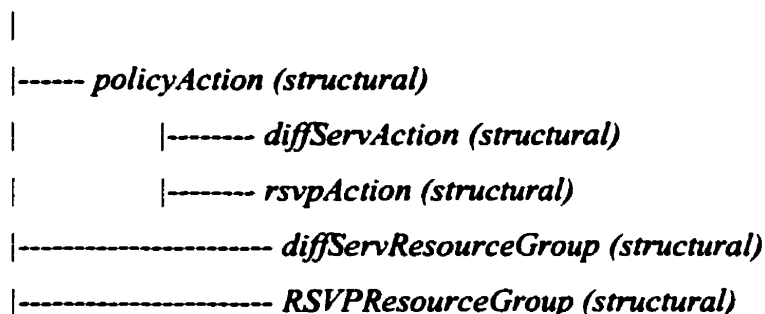 |
|------ policyAction (structural)
| |-------- diffServAction (structural)
| |-------- rsvpAction (structural)
|---------------------- diffServResourceGroup (structural)
|---------------------- RSVPResourceGroup (structural)